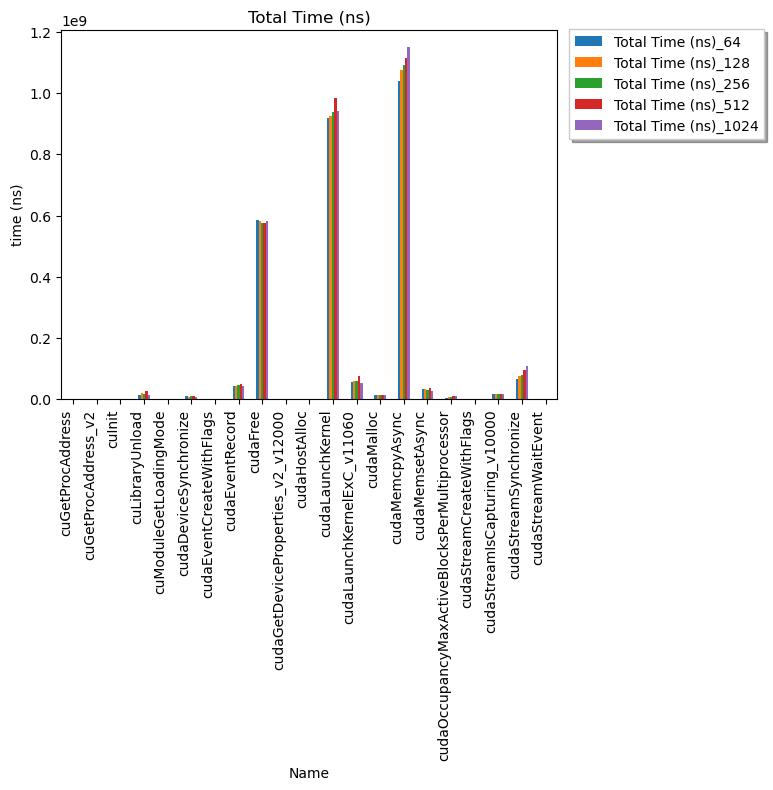 Total Time (ns)
1e9
Total Time (ns)_64
Total Time (ns)_128
Total Time (ns)_256
Total Time (ns)_512
Total Time (ns)_1024
1.2
1.0
0.8
0.6
0.4
0.2
0.0
time (ns)
cuGetProcAddress
cuGetProcAddress_v2
cuInit
cuLibraryUnload
cuModuleGetLoadingMode
cudaDeviceSynchronize
cudaEventCreateWithFlags
cudaEventRecord
cudaFree
cudaGetDeviceProperties_v2_v12000
cudaHostAlloc
cudaLaunchKernel
cudaLaunchKernelExC_v11060
cudaMalloc
cudaMemcpyAsync
cudaMemsetAsync
cudaOccupancyMaxActiveBlocksPerMultiprocessor
cudaStreamCreateWithFlags
cudaStreamIsCapturing_v10000
cudaStreamSynchronize
cudaStreamWaitEvent
Name